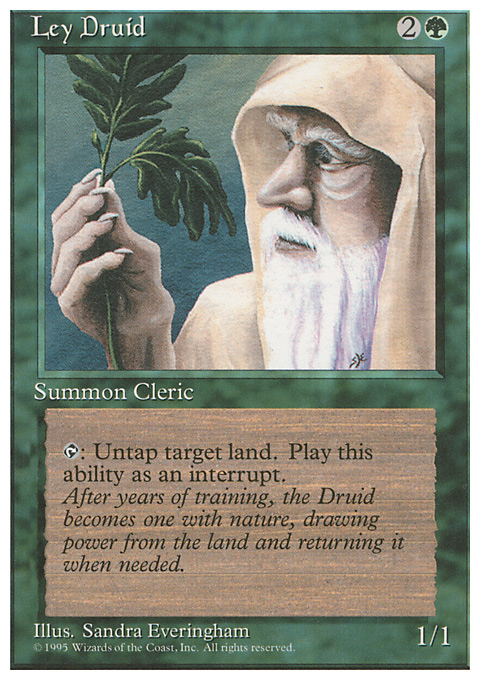 Ley Druid 2
Summon Cleric
: Untap target land. Play this
ability as an interrupt.
After years of training, the Druid
becomes one with nature, drawing
power from the land and returning it
when needed.
Illus. Sandra Everingham
© 1995 Wizards of the Coast, Inc. All rights reserved.
1/1